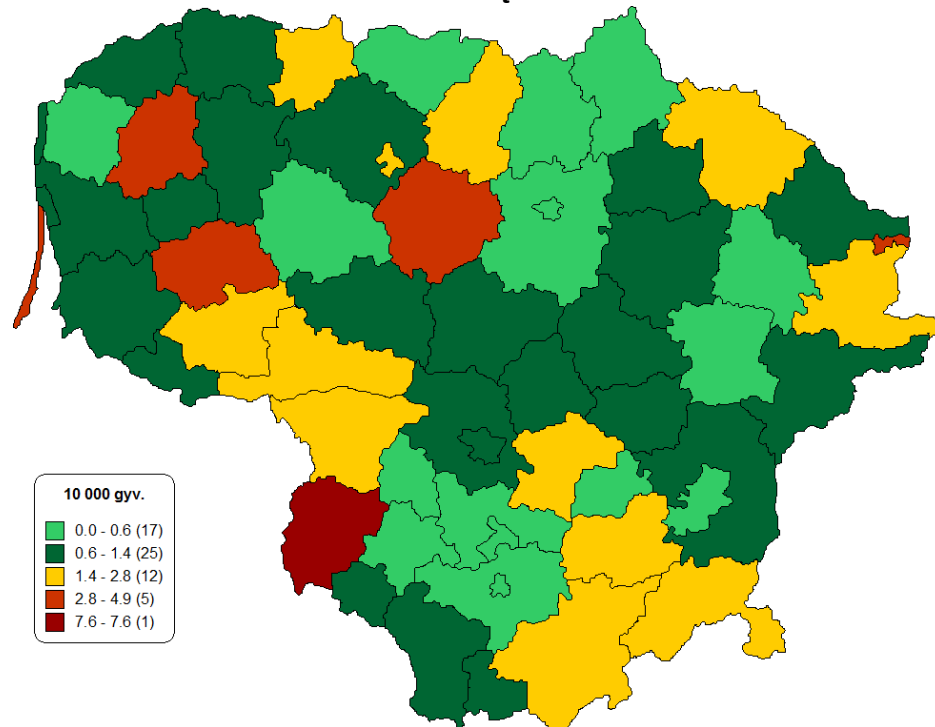 10 000 gyv.
0.0 - 0.6 (17)
0.6 - 1.4 (25)
1.4 - 2.8 (12)
2.8 - 4.9 (5)
7.6 - 7.6 (1)